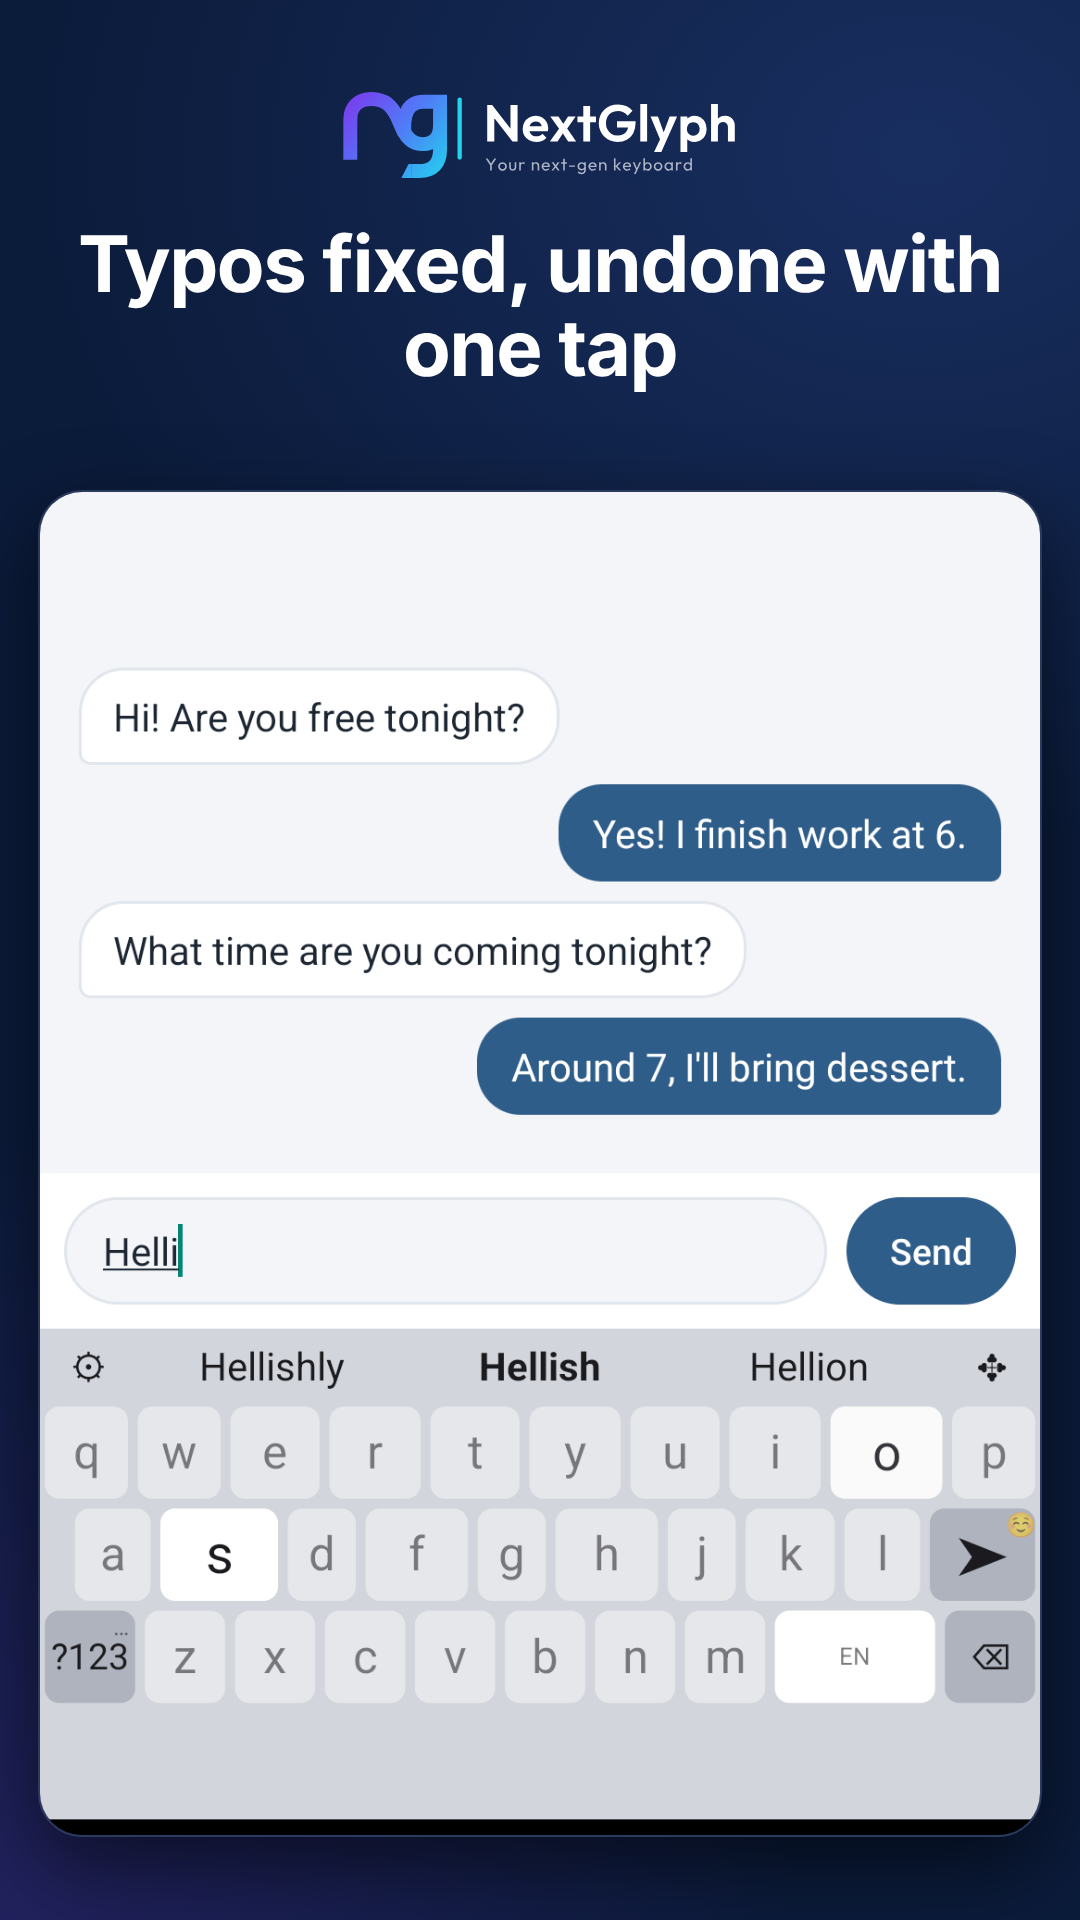 NextGlyph
Your next-gen keyboard
Typos fixed, undone with
one tap
Hi! Are you free tonight?
Yes! I finish work at 6.
What time are you coming tonight?
Around 7, I'll bring dessert.
Helli
Send
Hellishly Hellish Hellion
q w e r t y u i o p
a s d f g h j k l
?123 z x c v b n m EN